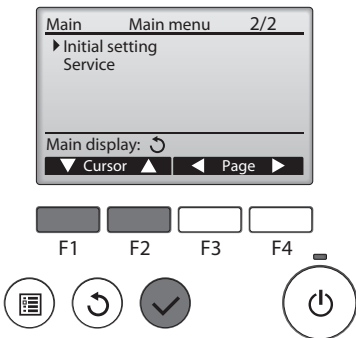 Main Main menu 2/2
Initial setting
Service
Main display:
Cursor Page
F1 F2 F3 F4